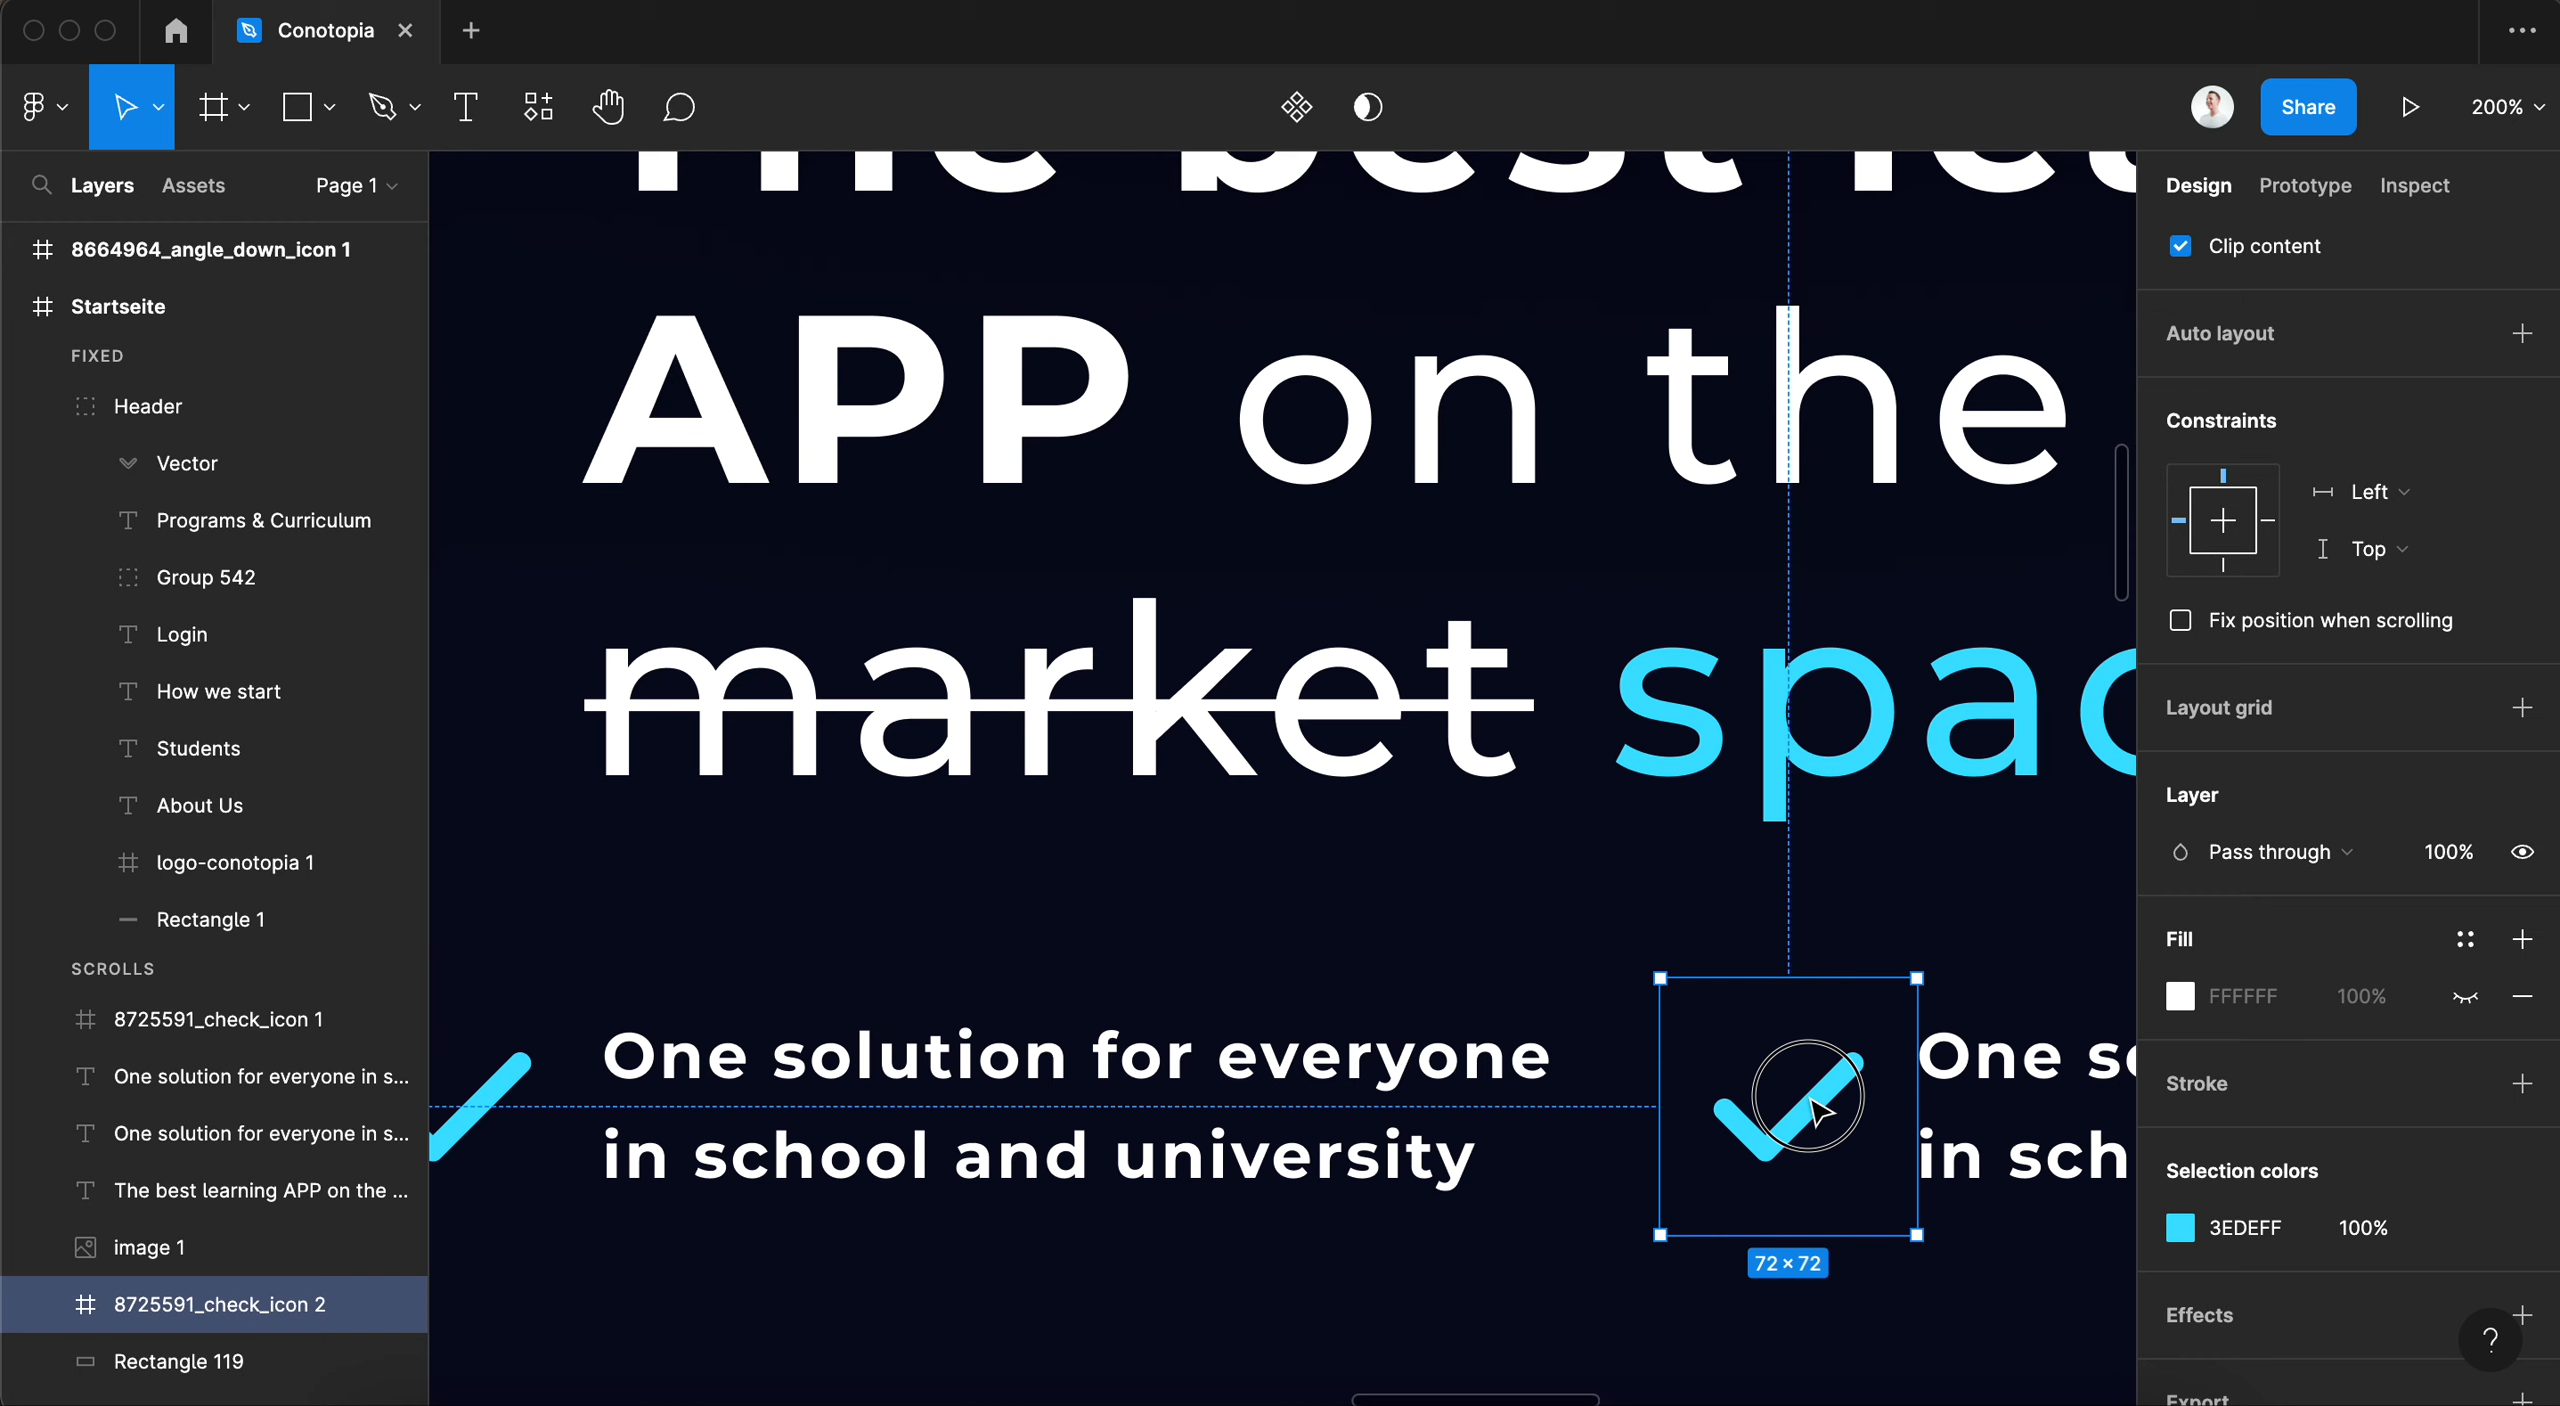 Conotopia
Share
200%
Layers
Assets
Page 1
8664964_angle_down_icon 1
Startseite
FIXED
Header
Vector
Programs & Curriculum
Group 542
Login
How we start
Students
About Us
logo-conotopia 1
Rectangle 1
SCROLLS
8725591_check_icon 1
One solution for everyone in s...
One solution for everyone in s...
The best learning APP on the ...
image 1
8725591_check_icon 2
Rectangle 119
The best lea
APP on the
market spac
One solution for everyone
in school and university
One so
in sch
72 × 72
Design
Prototype
Inspect
Clip content
Auto layout
Constraints
Left
Top
Fix position when scrolling
Layout grid
Layer
Pass through
100%
Fill
FFFFFF
100%
Stroke
Selection colors
3EDEFF
100%
Effects
?
Export